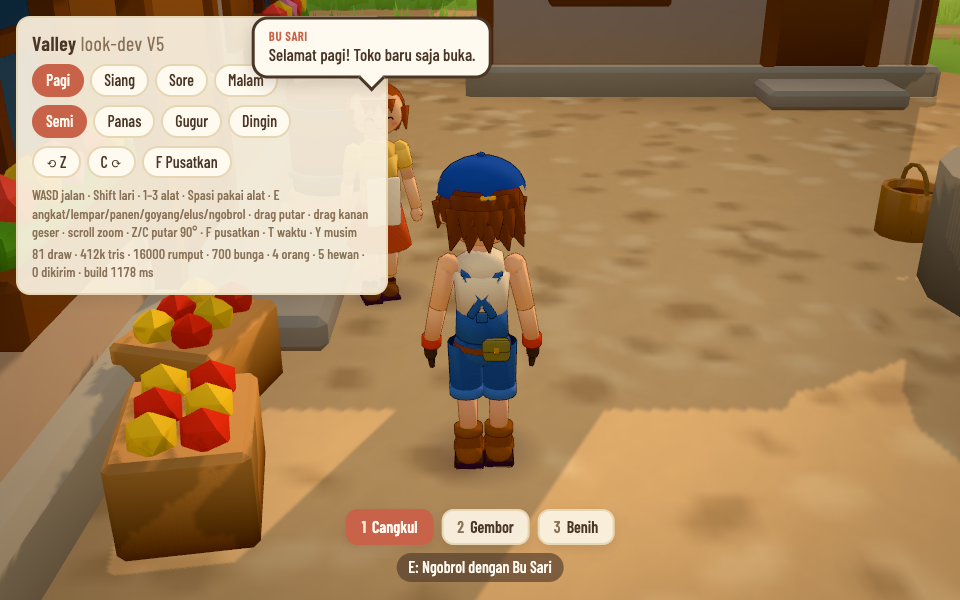 Valley look-dev V5
BU SARI
Selamat pagi! Toko baru saja buka.
Pagi Siang Sore Malam
Semi Panas Gugur Dingin
⟲ Z C ⟳ F Pusatkan
WASD jalan · Shift lari · 1–3 alat · Spasi pakai alat · E
angkat/lempar/panen/goyang/elus/ngobrol · drag putar · drag kanan
geser · scroll zoom · Z/C putar 90° · F pusatkan · T waktu · Y musim
81 draw · 412k tris · 16000 rumput · 700 bunga · 4 orang · 5 hewan ·
0 dikirim · build 1178 ms
1 Cangkul 2 Gembor 3 Benih
E: Ngobrol dengan Bu Sari